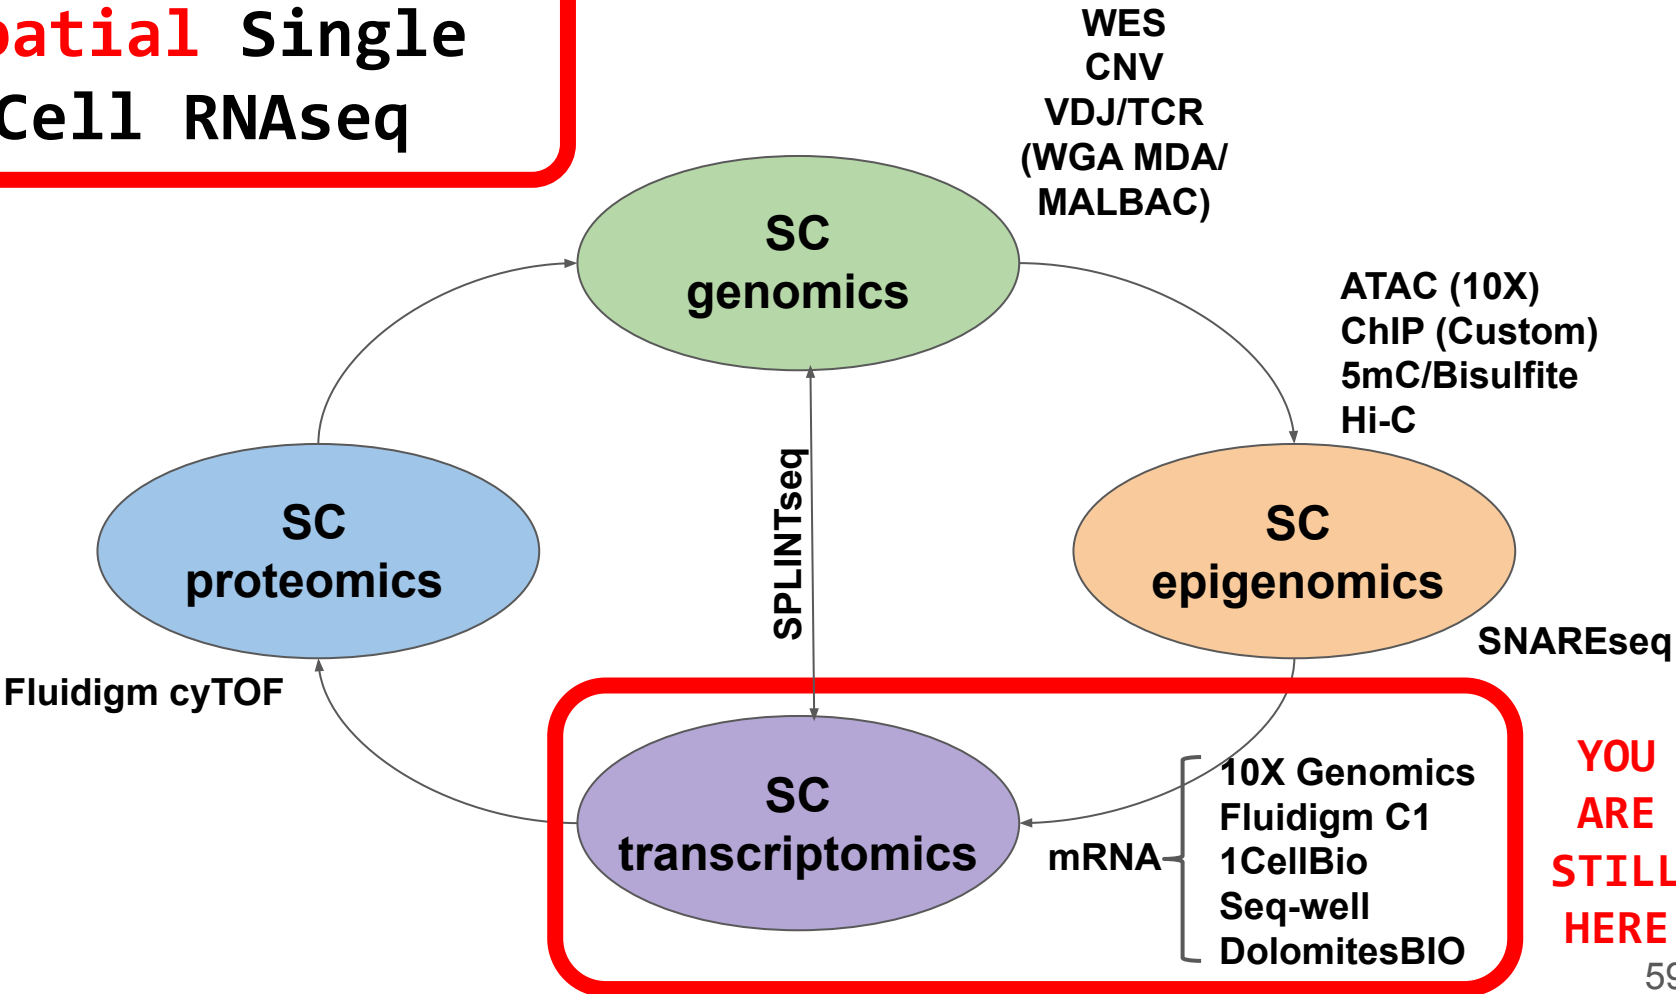 patial Single
Cell RNAseq
WES
CNV
VDJ/TCR
(WGA MDA/
MALBAC)
SC
genomics
ATAC (10X)
ChIP (Custom)
5mC/Bisulfite
Hi-C
SPLINTseq
SC
proteomics
SC
epigenomics
SNAREseq
Fluidigm cyTOF
SC
transcriptomics
mRNA
10X Genomics
Fluidigm C1
1CellBio
Seq-well
DolomitesBIO
YOU
ARE
STILL
HERE
59